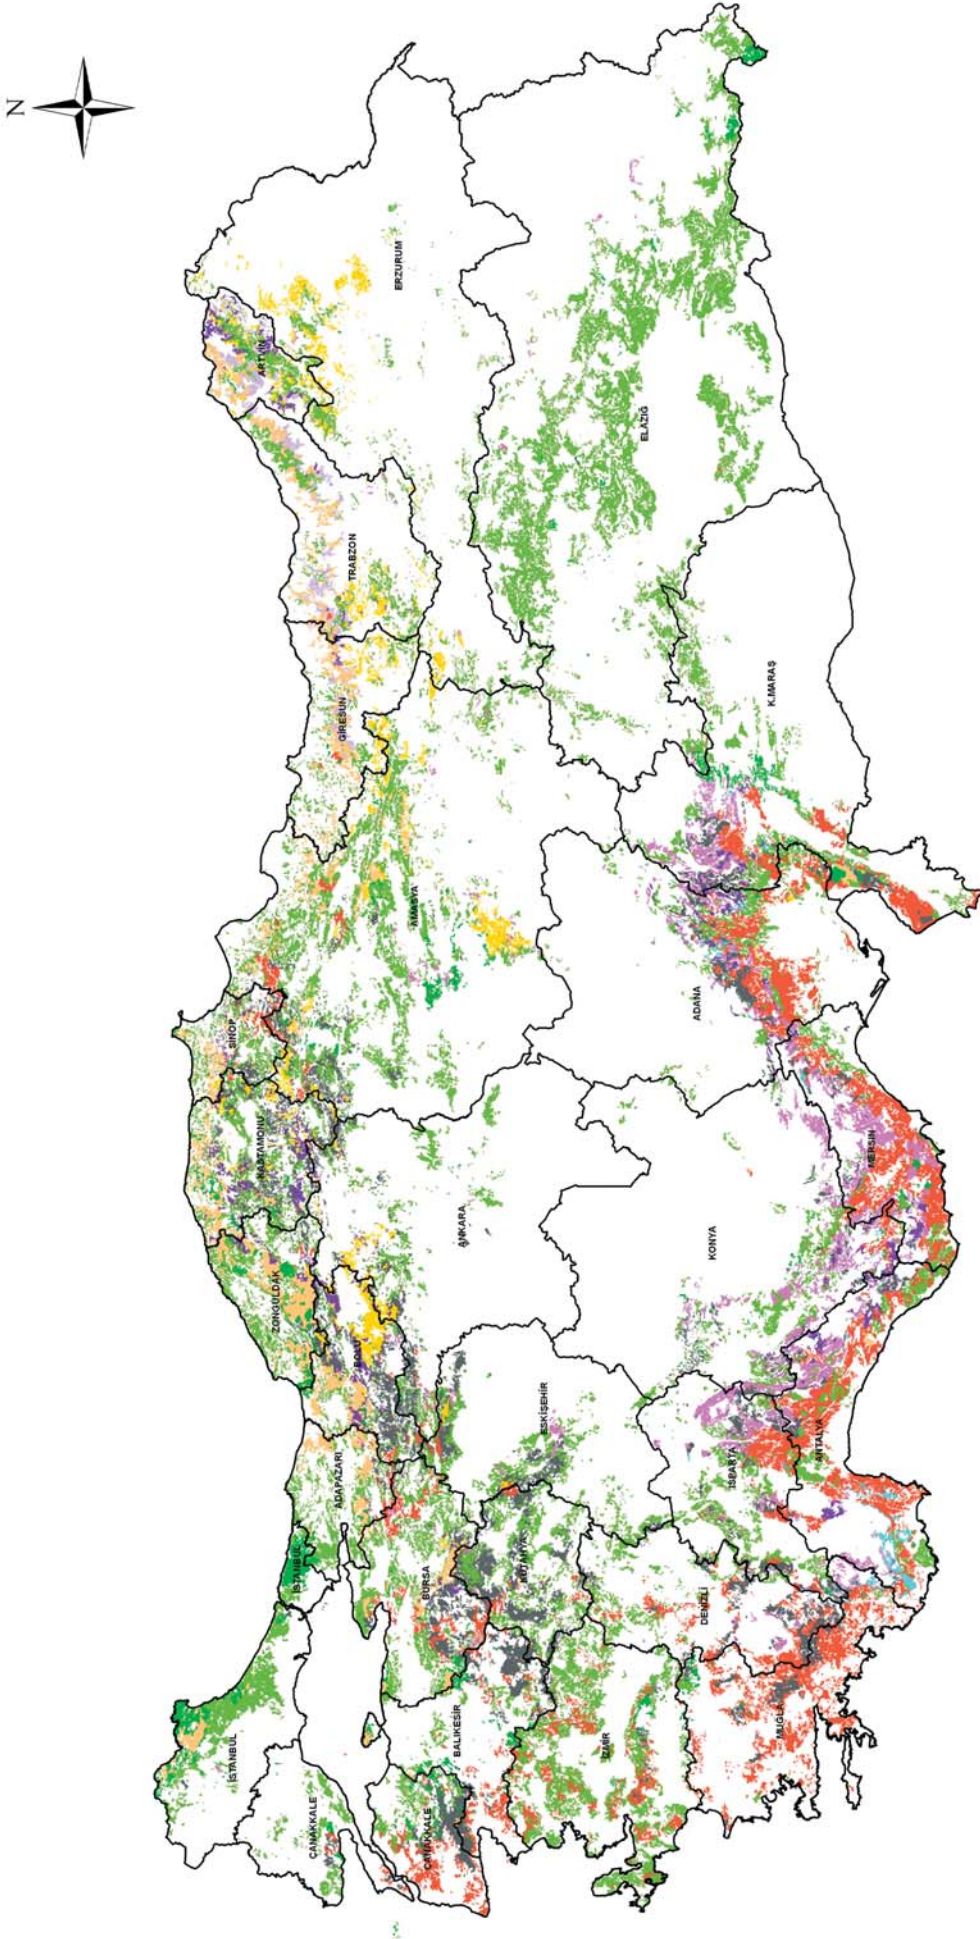 N
ERZURUM
ARTVİN
ELAZIĞ
TRABZON
K.MARAŞ
GİRESUN
AMASYA
ADANA
SİNOP
KASTAMONU
MERSİN
ANKARA
KONYA
ZONGULDAK
BOLU
ESKİŞEHİR
ANTALYA
ISPARTA
ADAPAZARI
KÜTAHYA
İSTANBUL
BURSA
DENİZLİ
MUĞLA
BALIKESİR
İZMİR
İSTANBUL
ÇANAKKALE
ÇANAKKALE